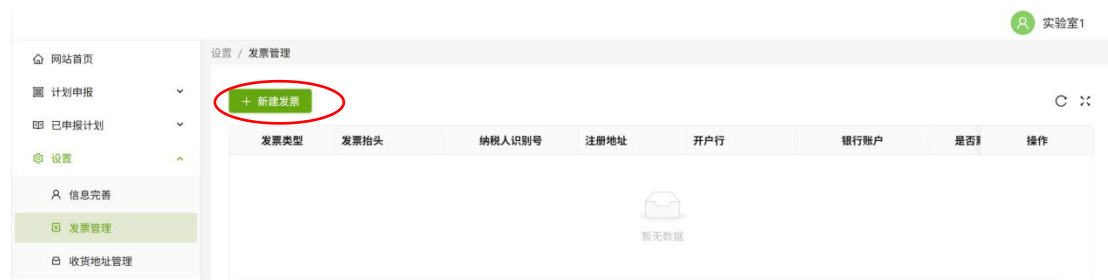 实验室1
网站首页
设置 / 发票管理
计划申报
+ 新建发票
已申报计划
发票类型 发票抬头 纳税人识别号 注册地址 开户行 银行账户 是否 操作
设置
信息完善
发票管理
暂无数据
收货地址管理